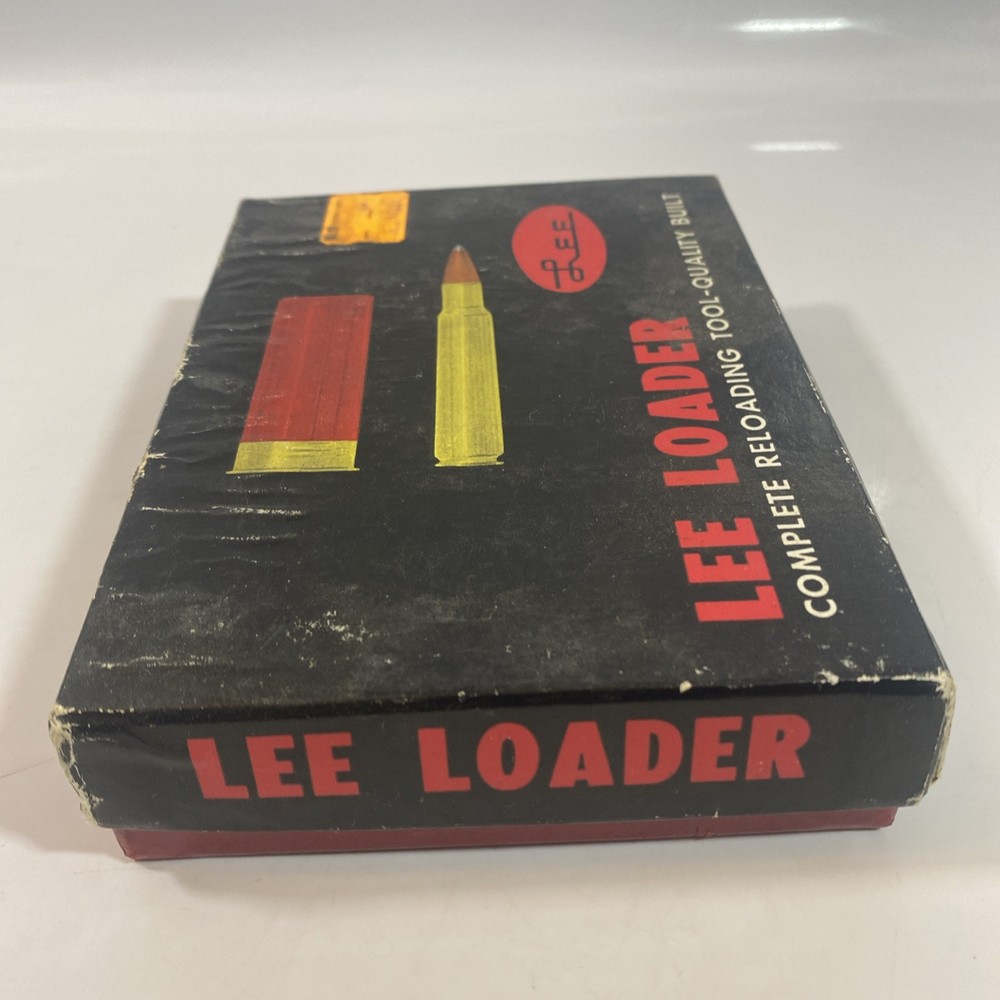 LEE
LEE LOADER
COMPLETE RELOADING TOOL-QUALITY BUILT
LEE LOADER